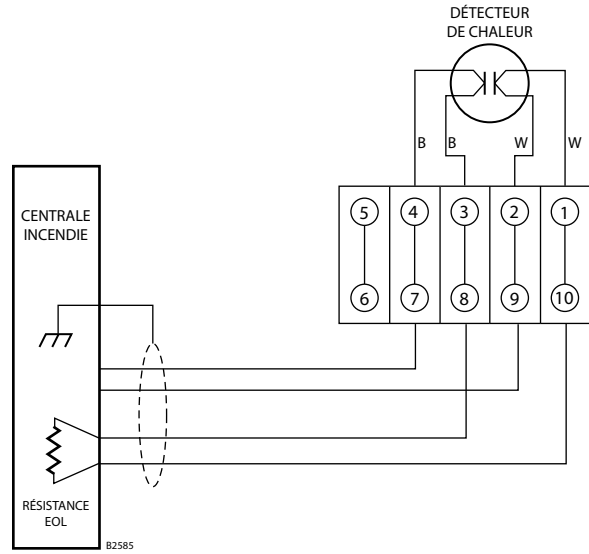 DÉTECTEUR
DE CHALEUR
B
B
W
W
5
4
3
2
1
6
7
8
9
10
CENTRALE
INCENDIE
RÉSISTANCE
EOL
B2585